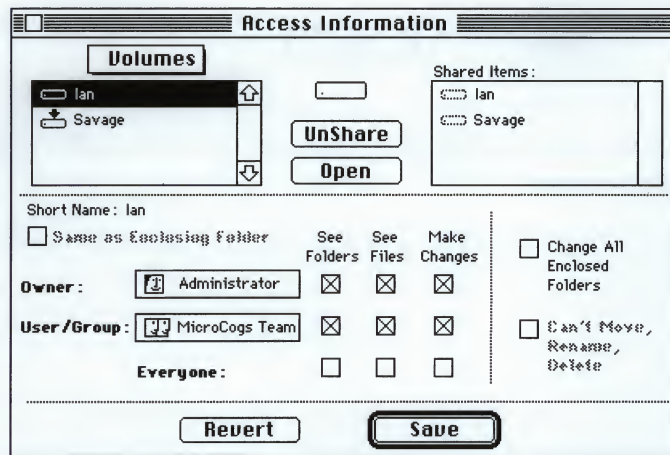 Access Information
Volumes
Ian
Savage
UnShare
Open
Shared Items:
Ian
Savage
Short Name: Ian
Same as Enclosing Folder
See Folders
See Files
Make Changes
Owner:
Administrator
User/Group:
MicroCogs Team
Everyone:
Change All
Enclosed
Folders
Can't Move,
Rename,
Delete
Revert
Save